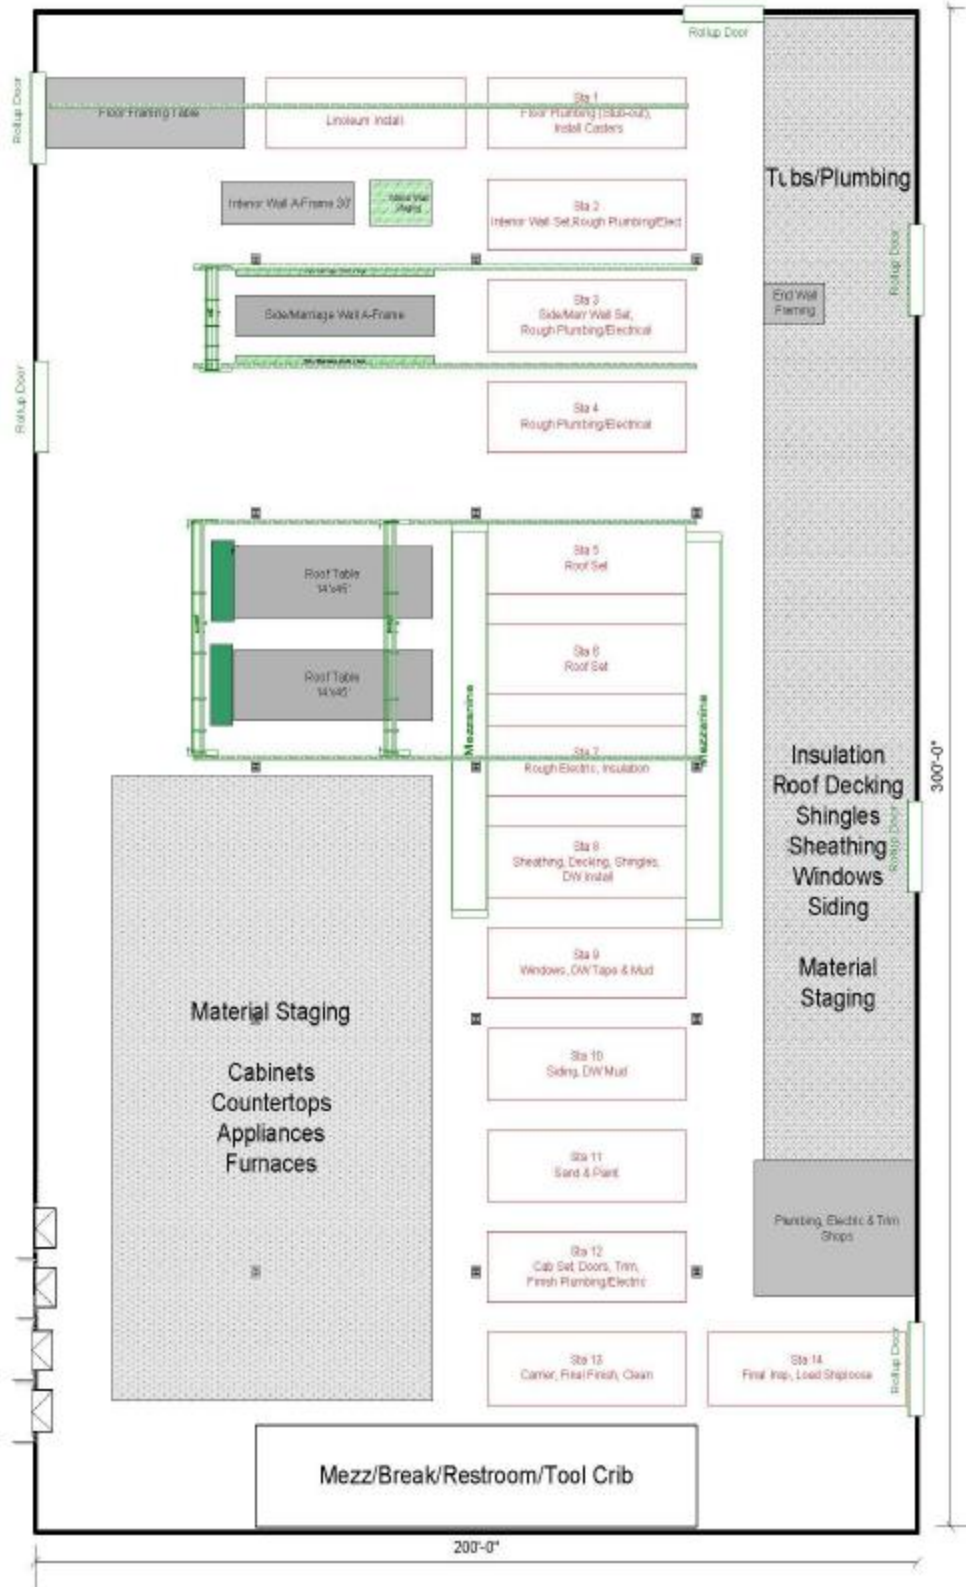 Rollup Door
Rollup Door
Floor Framing Table
Linoleum Install
Sta 1
Floor Plumbing (Stub-out),
Install Casters
Tubs/Plumbing
Interior Wall A-Frame 30'
Sta 2
Interior Wall Set, Rough Plumbing/Elect
Rollup Door
Side/Marriage Wall A-Frame
Sta 3
Side/Marr Wall Set,
Rough Plumbing/Electrical
End Wall
Framing
Rollup Door
Sta 4
Rough Plumbing/Electrical
Roof Table
14'x46'
Sta 5
Roof Set
Roof Table
14'x46'
Sta 6
Roof Set
Mezzanine
Mezzanine
Sta 7
Rough Electric, Insulation
Insulation
Roof Decking
Shingles
Sheathing
Windows
Siding
Material
Staging
Rollup Door
300'-0"
Sta 8
Sheathing, Decking, Shingles,
DW Install
Sta 9
Windows, DW Tape & Mud
Material Staging
Cabinets
Countertops
Appliances
Furnaces
Sta 10
Siding, DW Mud
Sta 11
Sand & Paint
Plumbing, Electric & Trim
Shops
Sta 12
Cab Set, Doors, Trim,
Finish Plumbing/Electric
Sta 13
Carrier, Final Finish, Clean
Sta 14
Final Insp, Load Shiploose
Rollup Door
Mezz/Break/Restroom/Tool Crib
200'-0"